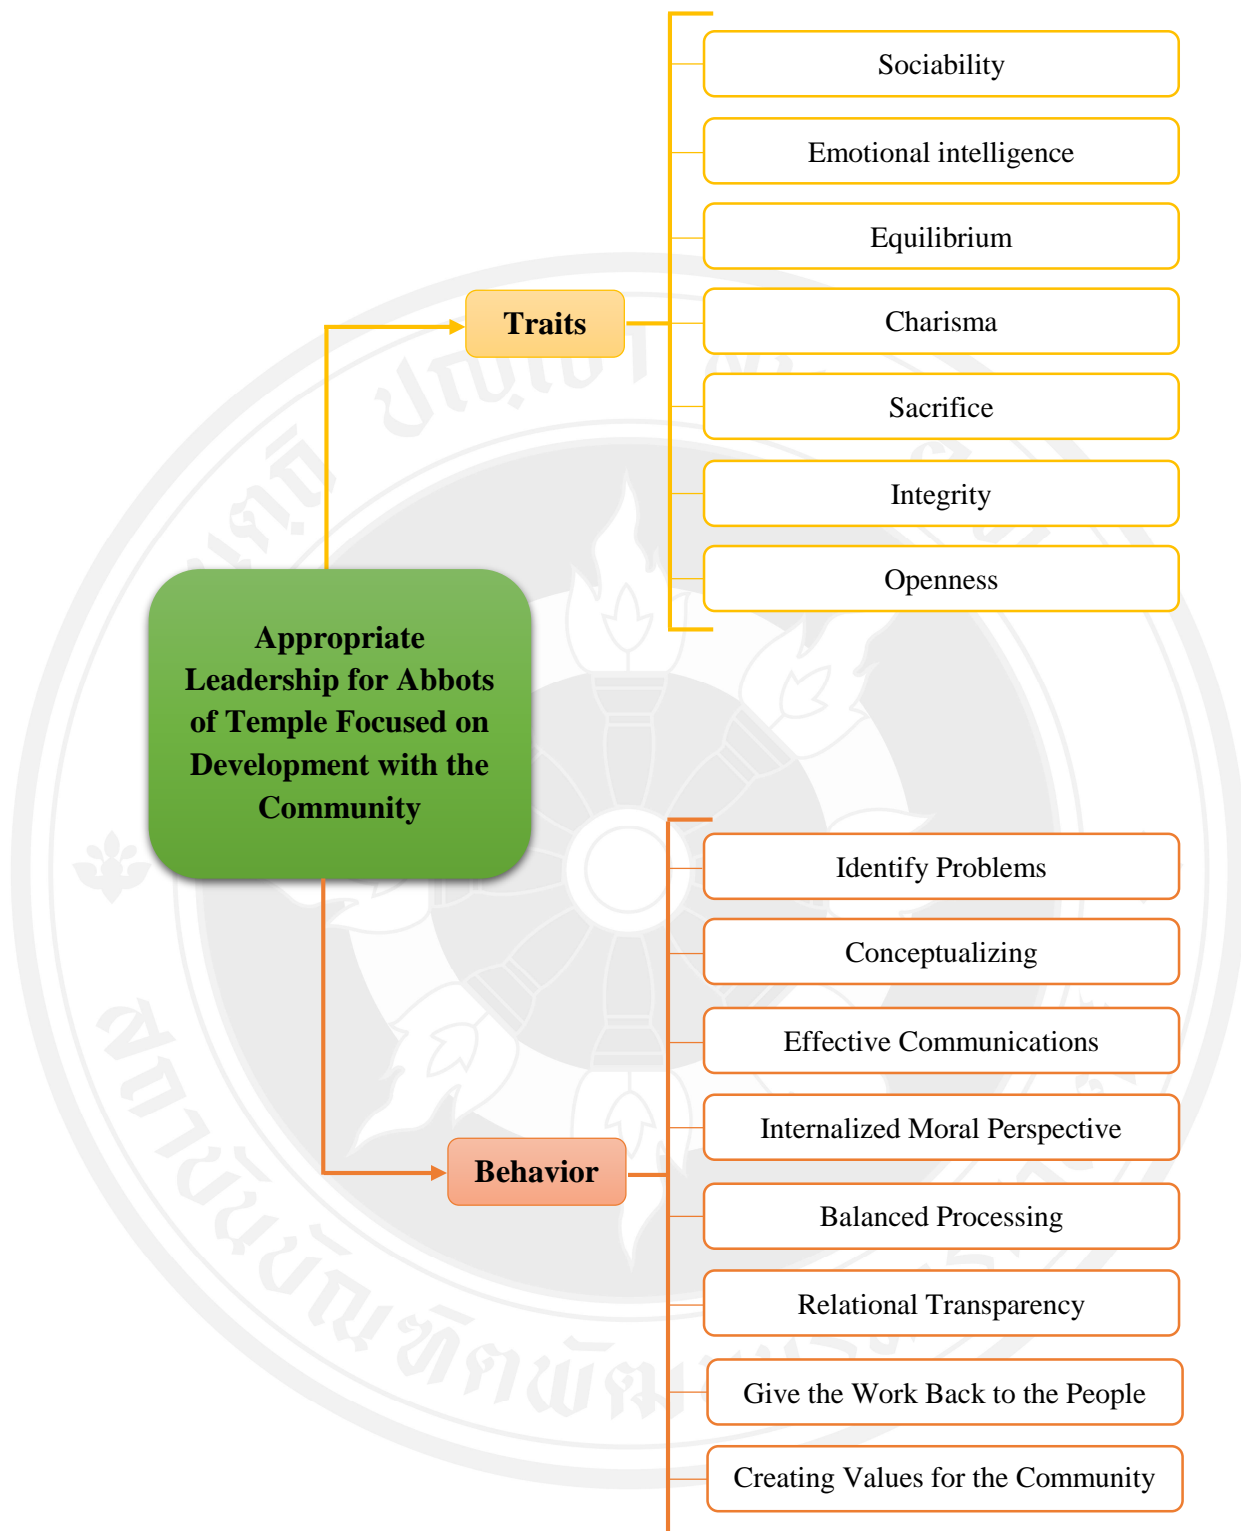 Sociability
Emotional intelligence
Equilibrium
Traits
Charisma
Sacrifice
Integrity
Openness
Appropriate
Leadership for Abbots
of Temple Focused on
Development with the
Community
Identify Problems
Conceptualizing
Effective Communications
Internalized Moral Perspective
Behavior
Balanced Processing
Relational Transparency
Give the Work Back to the People
Creating Values for the Community